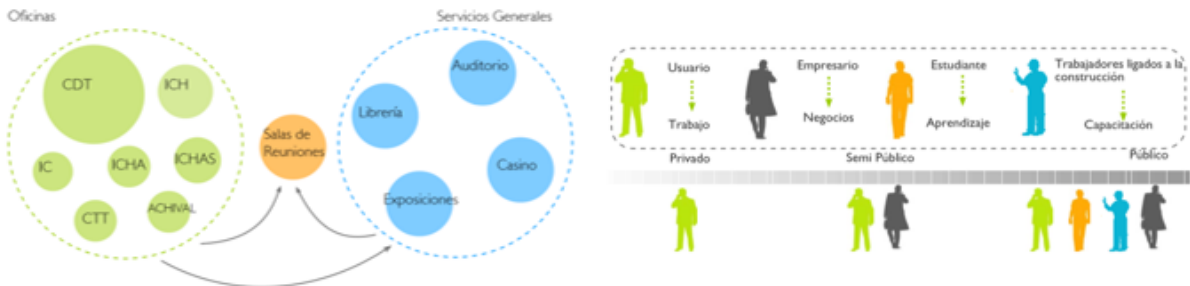 Oficinas
Servicios Generales
CDT
ICH
IIC
ICHA
ICHAS
CTT
ACHIVAL
Salas de
Reuniones
Auditorio
Librería
Casino
Exposiciones
Usuario
Trabajo
Empresario
Negocios
Estudiante
Aprendizaje
Trabajadores ligados a la
construcción
Capacitación
Privado
Semi Público
Público